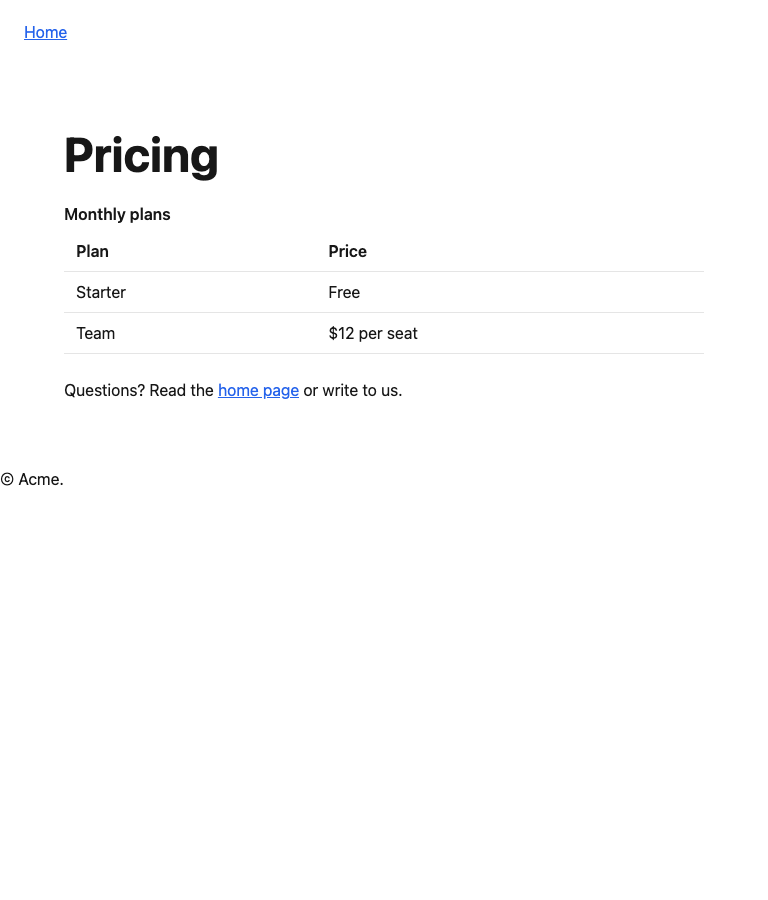 Home
Pricing
Monthly plans
Plan Price
Starter Free
Team $12 per seat
Questions? Read the home page or write to us.
© Acme.